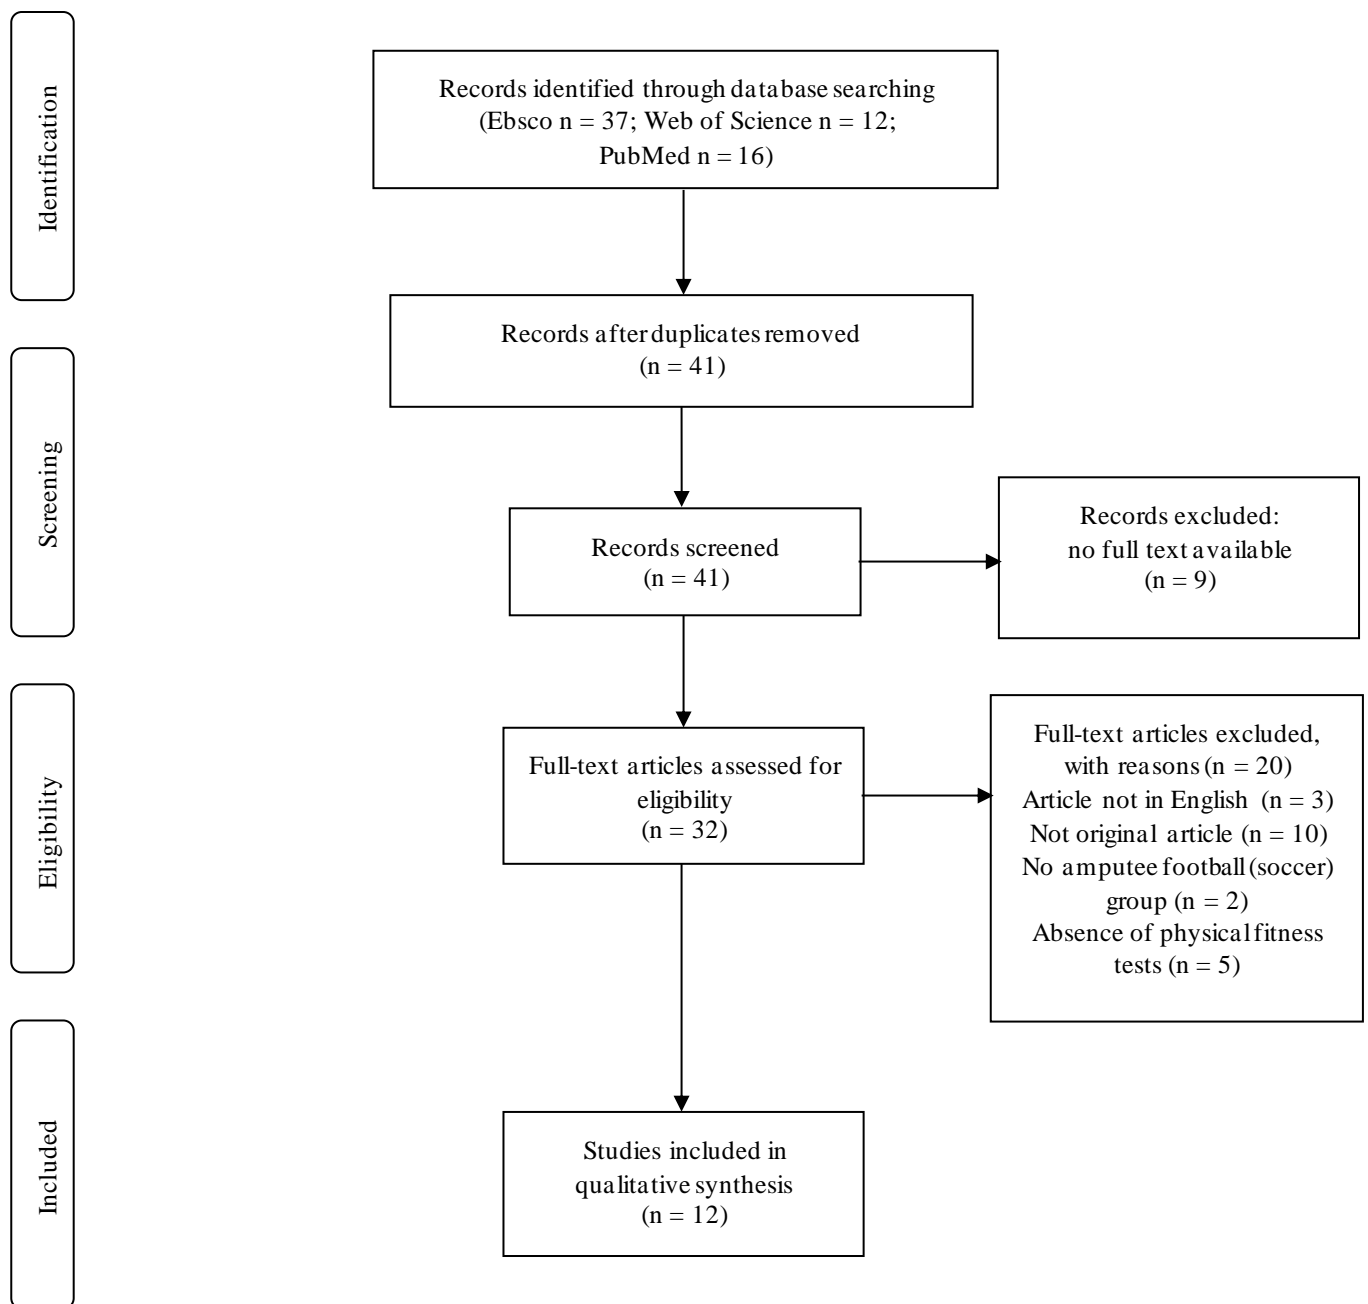 Identification
Records identified through database searching
(Ebsco n = 37; Web of Science n = 12;
PubMed n = 16)
Records after duplicates removed
(n = 41)
Screening
Records screened
(n = 41)
Records excluded:
no full text available
(n = 9)
Eligibility
Full-text articles assessed for
eligibility
(n = 32)
Full-text articles excluded,
with reasons (n = 20)
Article not in English (n = 3)
Not original article (n = 10)
No amputee football (soccer)
group (n = 2)
Absence of physical fitness
tests (n = 5)
Included
Studies included in
qualitative synthesis
(n = 12)